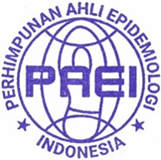 PERHIMPUNAN AHLI EPIDEMIOLOGI
PAEI
INDONESIA